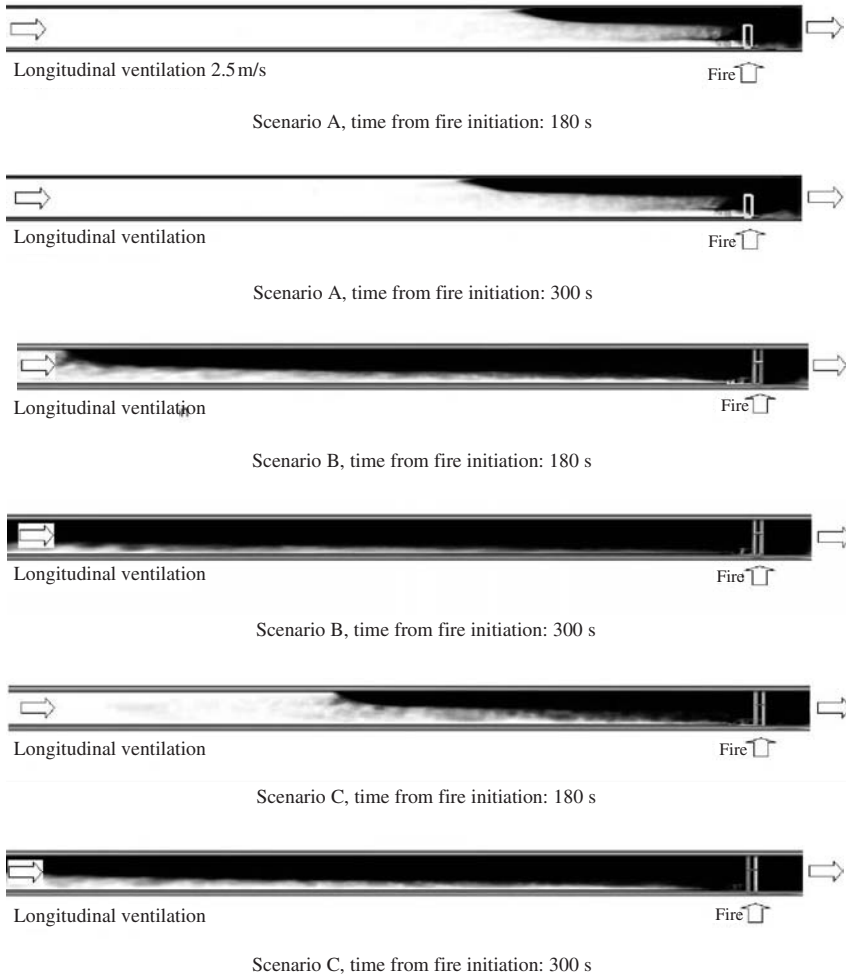 Longitudinal ventilation 2.5 m/s
Fire
Scenario A, time from fire initiation: 180 s
Longitudinal ventilation
Fire
Scenario A, time from fire initiation: 300 s
Longitudinal ventilation
Fire
Scenario B, time from fire initiation: 180 s
Longitudinal ventilation
Fire
Scenario B, time from fire initiation: 300 s
Longitudinal ventilation
Fire
Scenario C, time from fire initiation: 180 s
Longitudinal ventilation
Fire
Scenario C, time from fire initiation: 300 s